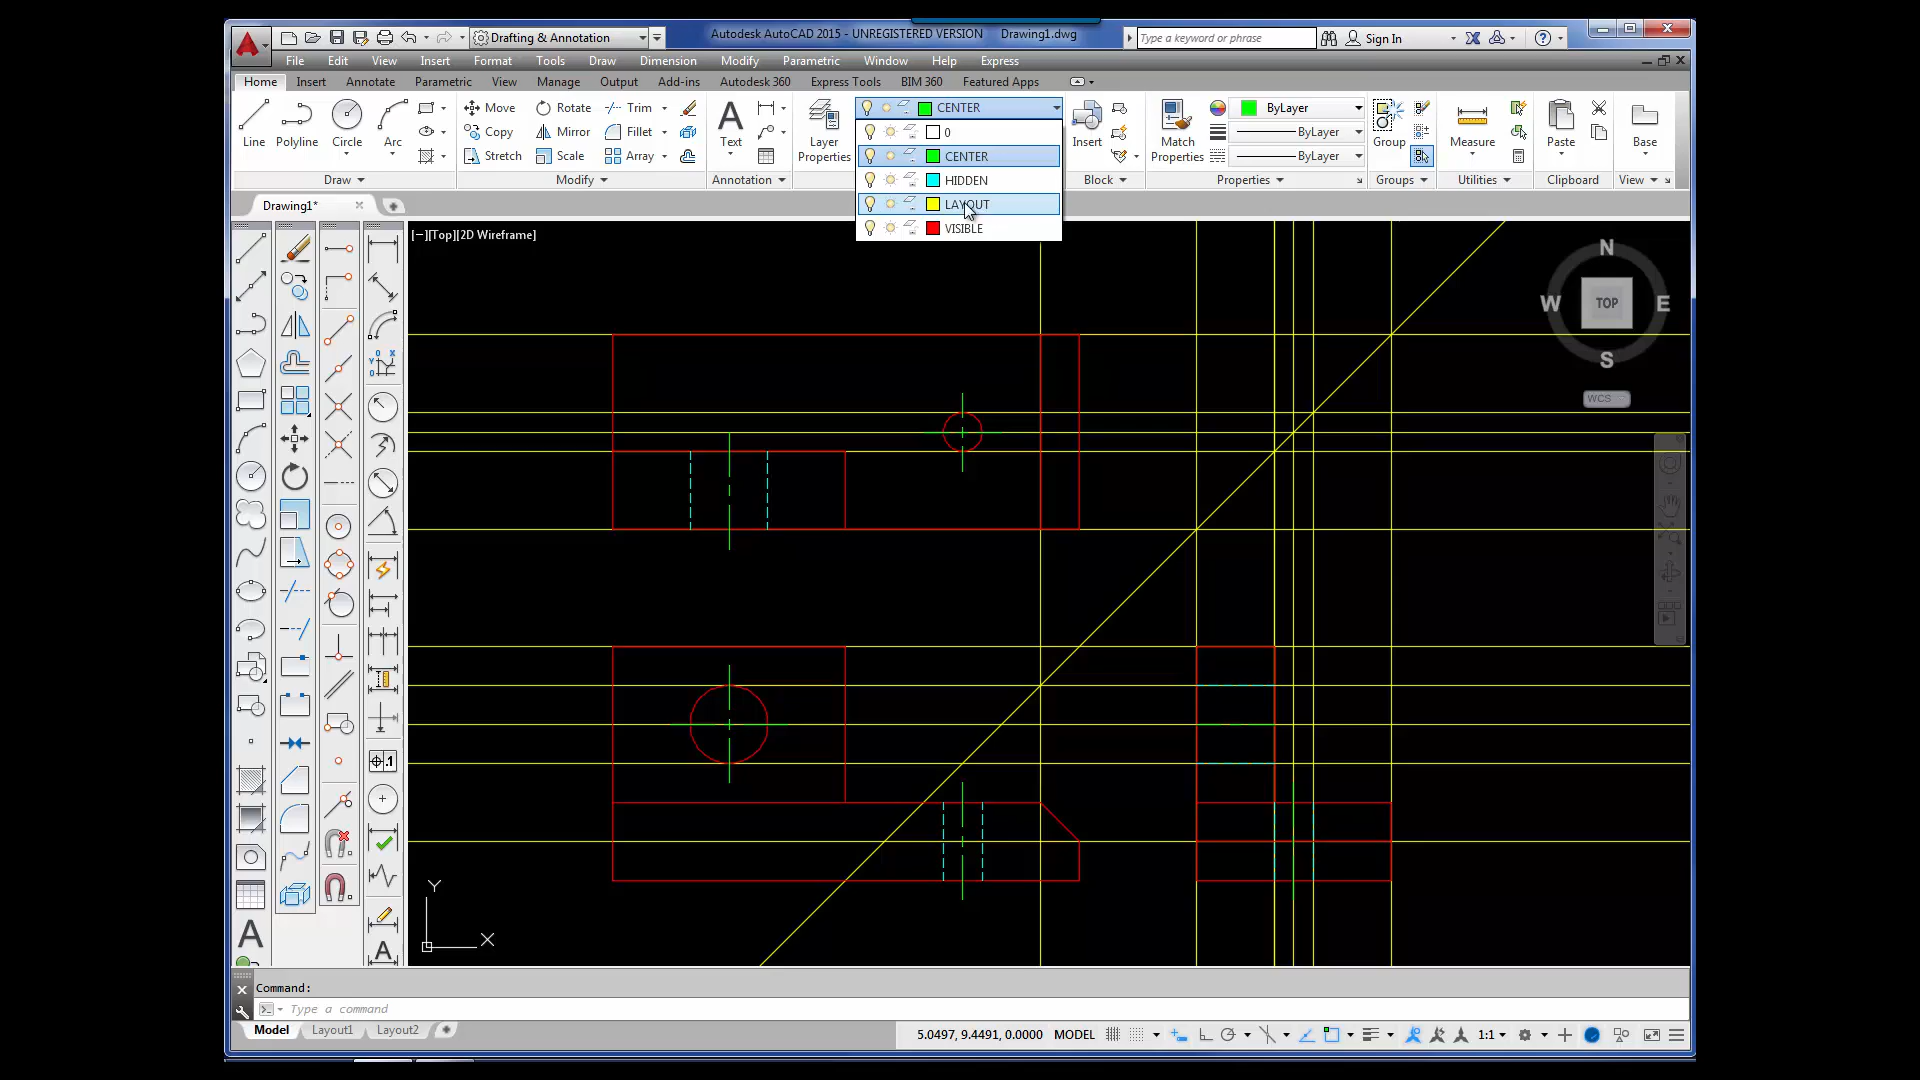 Drafting & Annotation
Autodesk AutoCAD 2015 - UNREGISTERED VERSION Drawing1.dwg
Type a keyword or phrase
Sign In
File Edit View Insert Format Tools Draw Dimension Modify Parametric Window Help Express
Home Insert Annotate Parametric View Manage Output Add-ins Autodesk 360 Express Tools BIM 360 Featured Apps
Line Polyline Circle Arc
Move Rotate Trim
Copy Mirror Fillet
Stretch Scale Array
Text
Layer Properties
CENTER
0
CENTER
HIDDEN
LAYOUT
VISIBLE
Insert
Match Properties
ByLayer
ByLayer
ByLayer
Group
Measure
Paste
Base
Draw Modify Annotation Block Properties Groups Utilities Clipboard View
Drawing1*
[−][Top][2D Wireframe]
N
W TOP E
S
WCS
Y
X
.1
A
A
Command:
Type a command
Model Layout1 Layout2
5.0497, 9.4491, 0.0000 MODEL 1:1